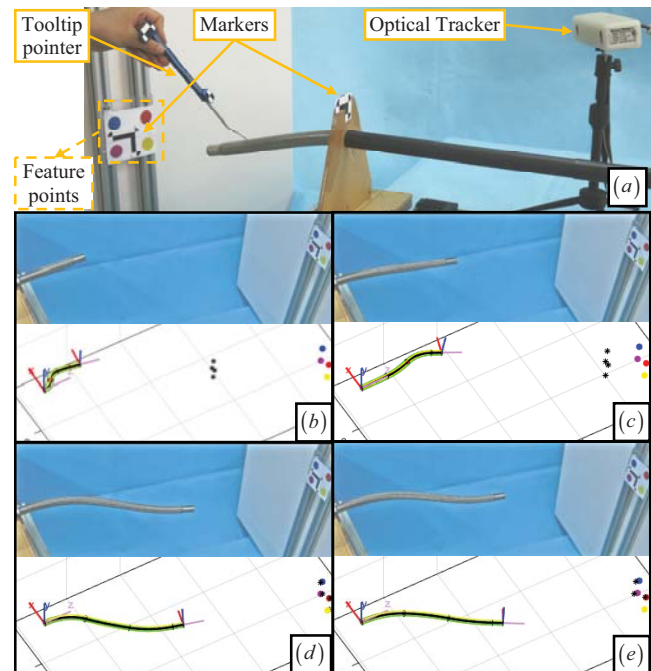 Tooltip
pointer
Markers
Optical Tracker
Feature
points
(a)
x y z
(b)
x y z
(c)
x y z
(d)
x y z
(e)